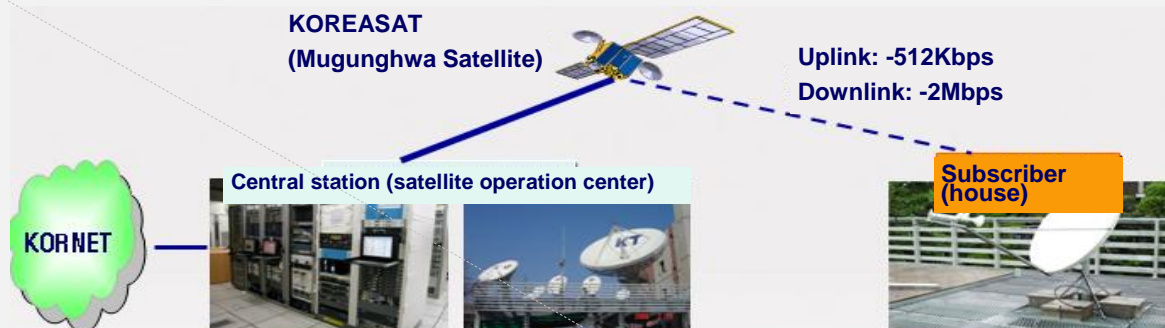 KOREASAT
(Mugunghwa Satellite)
Uplink: -512Kbps
Downlink: -2Mbps
Central station (satellite operation center)
Subscriber
(house)
KORNET
KT